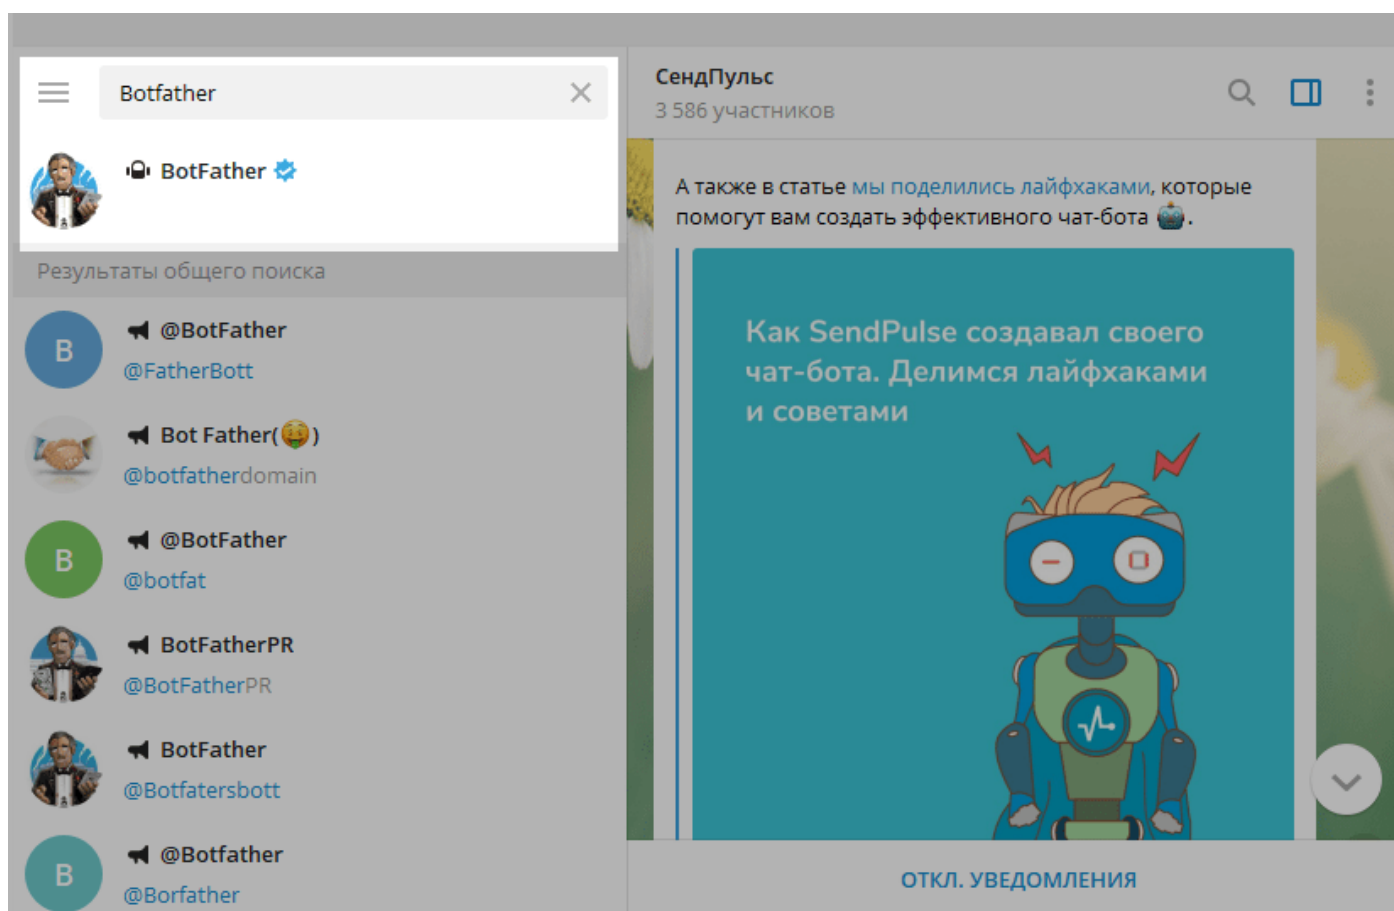 Botfather
BotFather
Результаты общего поиска
B
@BotFather
@FatherBott
Bot Father(🤑)
@botfatherdomain
B
@BotFather
@botfat
BotFatherPR
@BotFatherPR
BotFather
@Botfatersbott
B
@Botfather
@Borfather
СендПульс
3 586 участников
А также в статье мы поделились лайфхаками, которые
помогут вам создать эффективного чат-бота 🤖.
Как SendPulse создавал своего
чат-бота. Делимся лайфхаками
и советами
ОТКЛ. УВЕДОМЛЕНИЯ